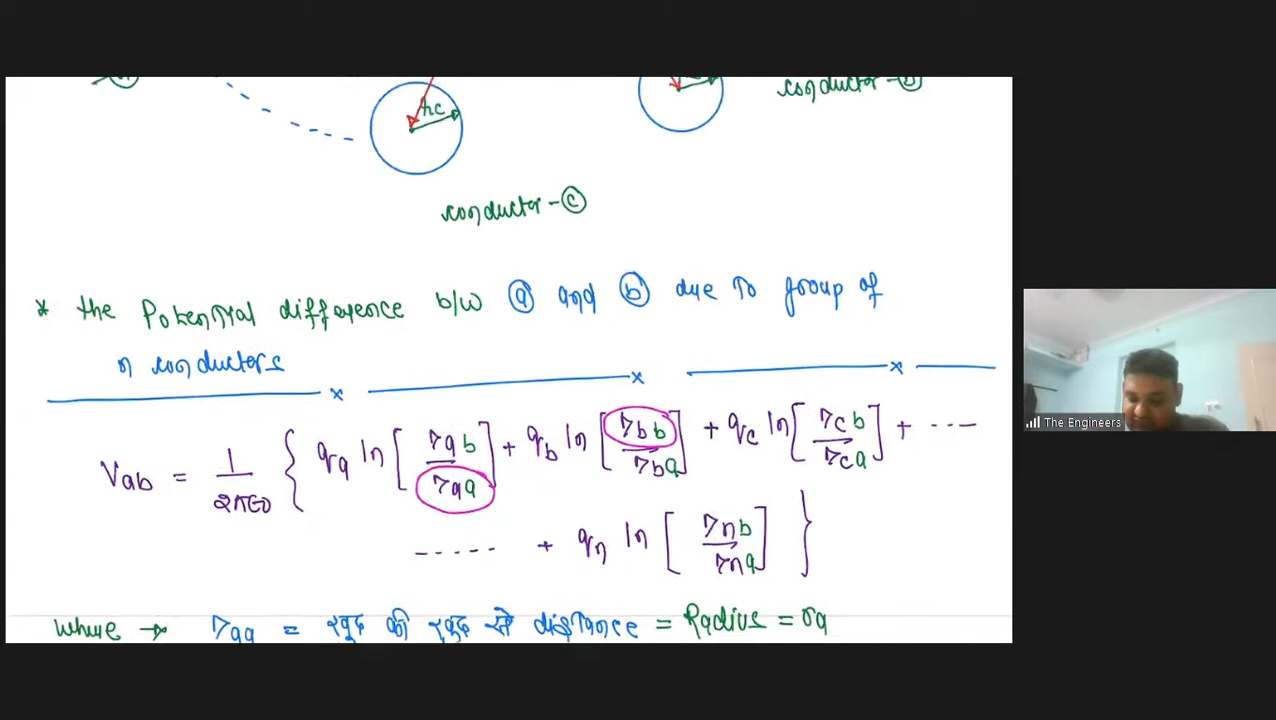 rc
conductor - b
conductor - c
* the Potential difference b/w a and b due to group of
n conductors
Vab = 1/2πε0 { qa ln [rab/raa] + qb ln [rbb/rba] + qc ln [rcb/rca] + ---
----- + qn ln [rnb/rna] }
where → raa = खुद की खुद से distance = Radius = ra
The Engineers